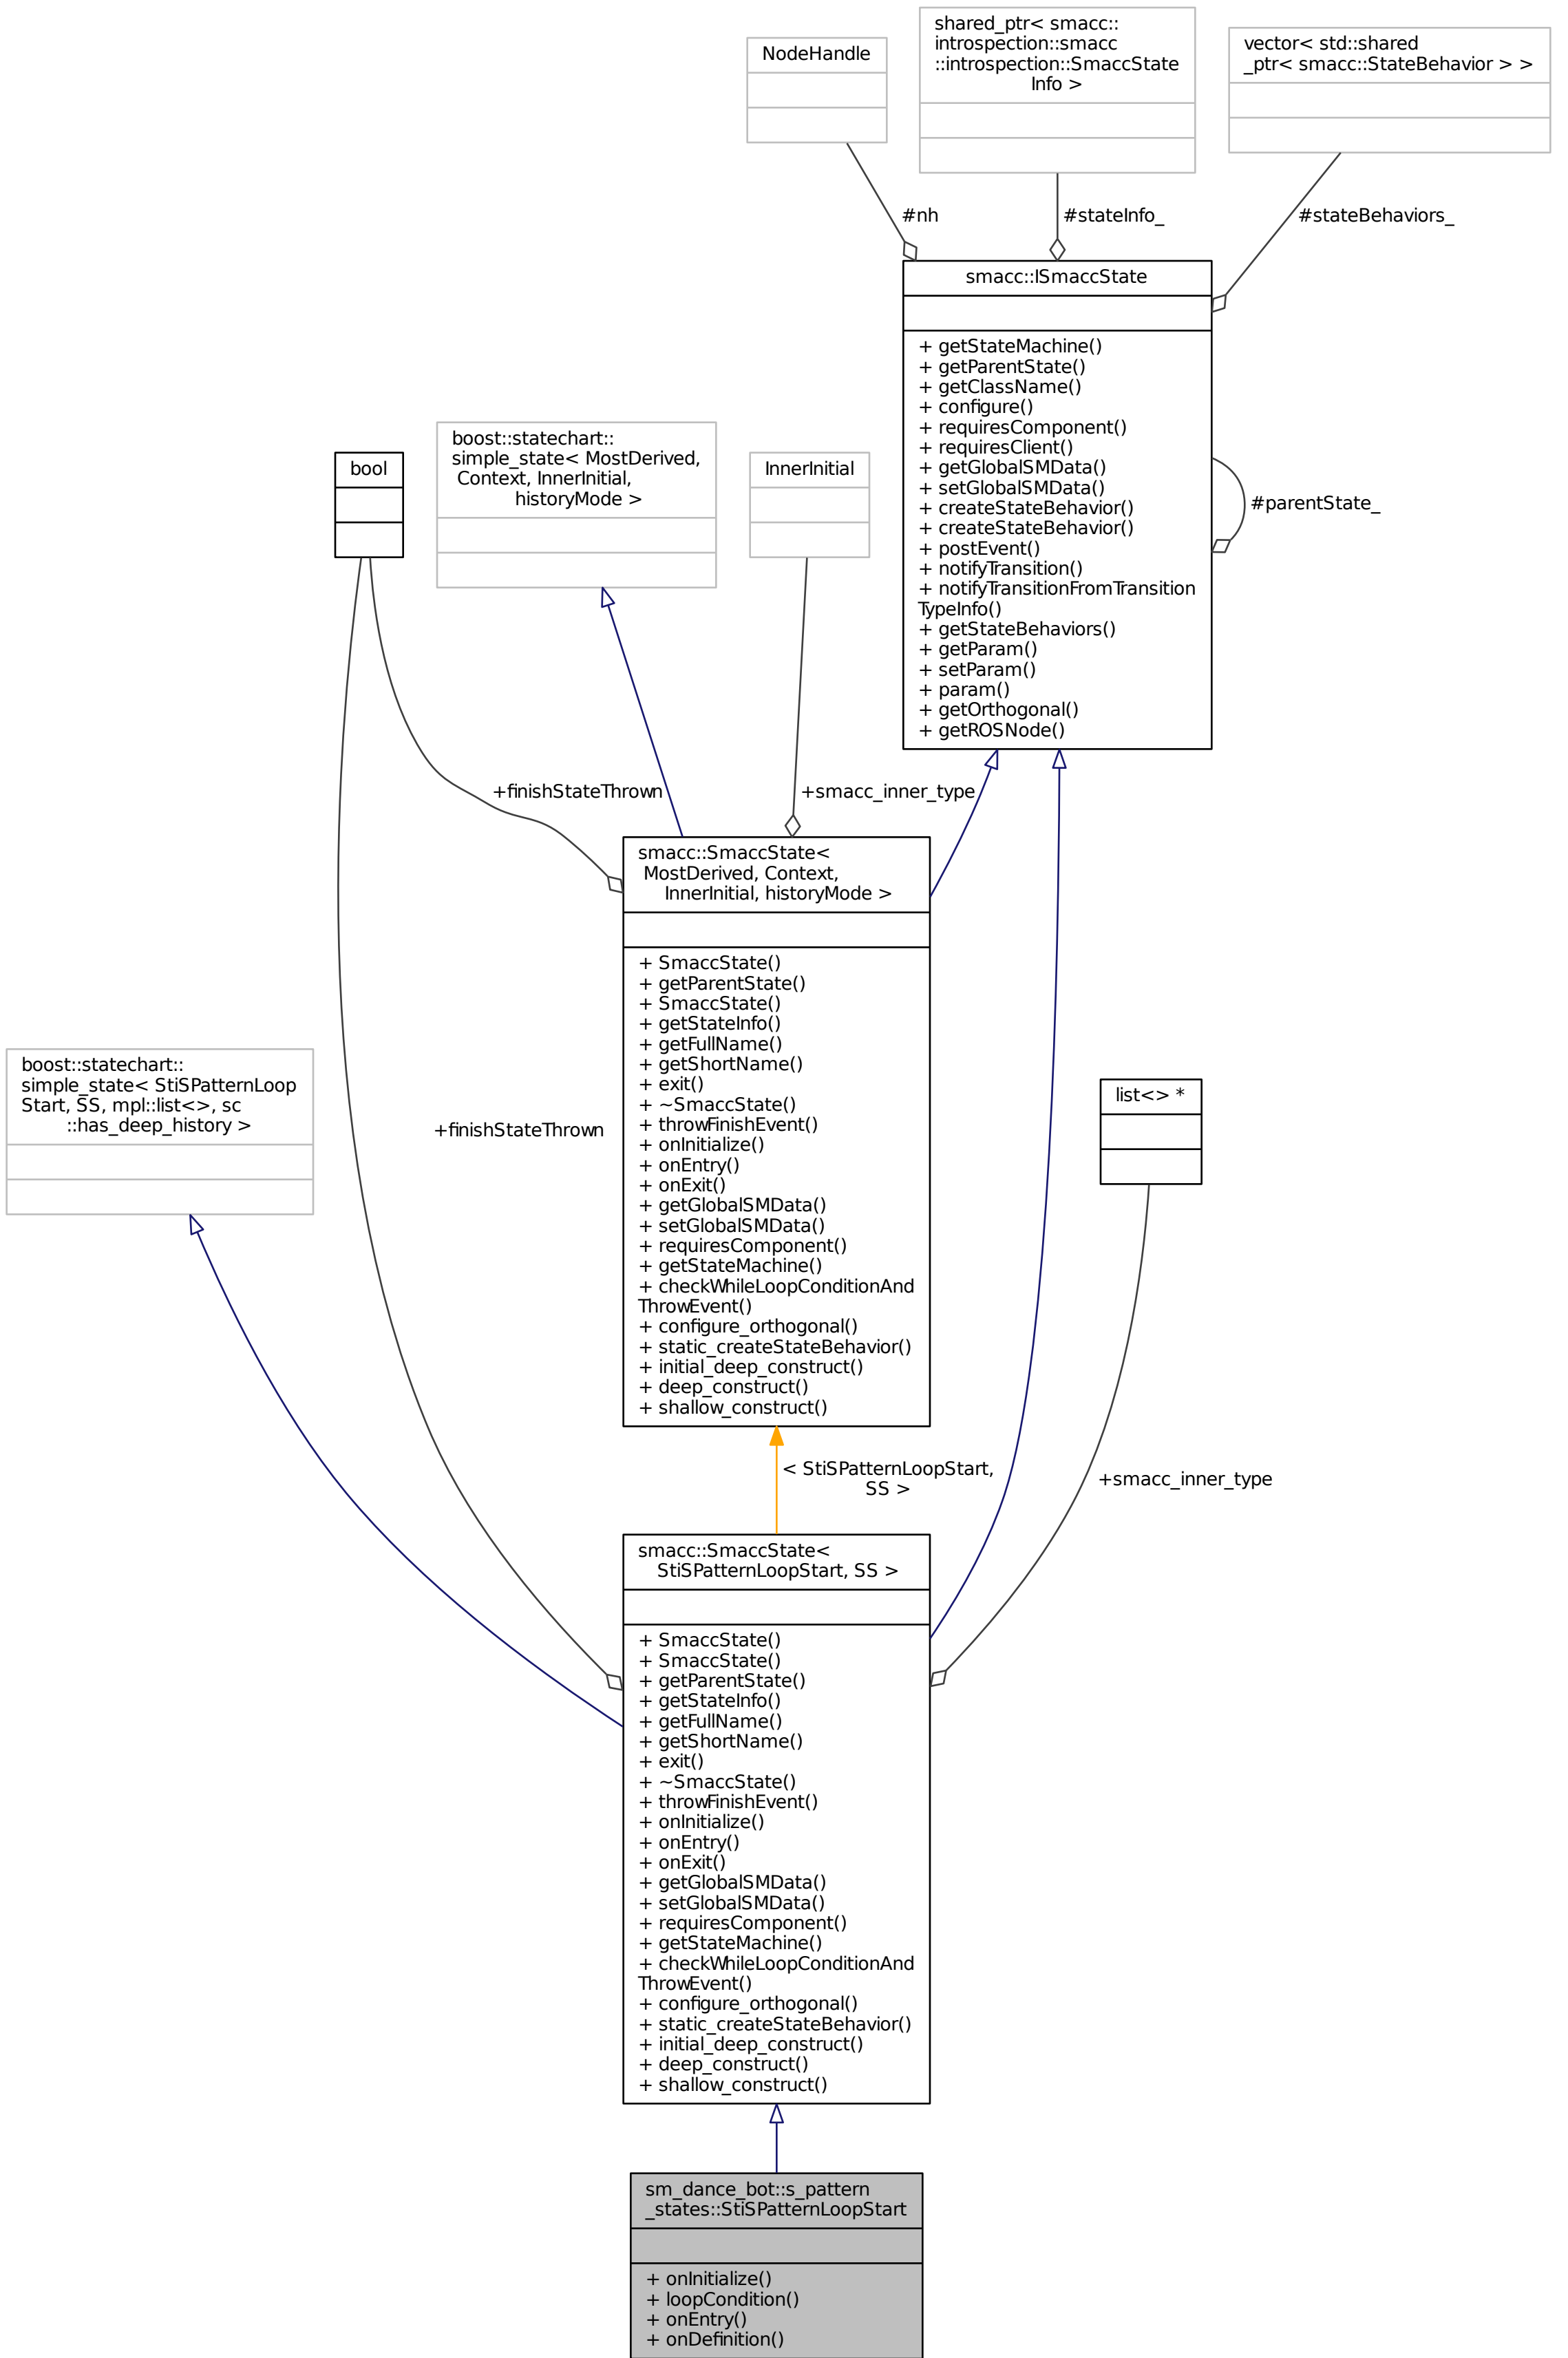 NodeHandle
shared_ptr< smacc::
introspection::smacc
::introspection::SmaccState
Info >
vector< std::shared
_ptr< smacc::StateBehavior > >
#nh
#stateInfo_
#stateBehaviors_
smacc::ISmaccState
+ getStateMachine()
+ getParentState()
+ getClassName()
+ configure()
+ requiresComponent()
+ requiresClient()
+ getGlobalSMData()
+ setGlobalSMData()
+ createStateBehavior()
+ createStateBehavior()
+ postEvent()
+ notifyTransition()
+ notifyTransitionFromTransition
TypeInfo()
+ getStateBehaviors()
+ getParam()
+ setParam()
+ param()
+ getOrthogonal()
+ getROSNode()
#parentState_
bool
boost::statechart::
simple_state< MostDerived,
Context, InnerInitial,
historyMode >
InnerInitial
+finishStateThrown
+smacc_inner_type
smacc::SmaccState<
MostDerived, Context,
InnerInitial, historyMode >
+ SmaccState()
+ getParentState()
+ SmaccState()
+ getStateInfo()
+ getFullName()
+ getShortName()
+ exit()
+ ~SmaccState()
+ throwFinishEvent()
+ onInitialize()
+ onEntry()
+ onExit()
+ getGlobalSMData()
+ setGlobalSMData()
+ requiresComponent()
+ getStateMachine()
+ checkWhileLoopConditionAnd
ThrowEvent()
+ configure_orthogonal()
+ static_createStateBehavior()
+ initial_deep_construct()
+ deep_construct()
+ shallow_construct()
boost::statechart::
simple_state< StiSPatternLoop
Start, SS, mpl::list<>, sc
::has_deep_history >
+finishStateThrown
list<> *
< StiSPatternLoopStart,
SS >
+smacc_inner_type
smacc::SmaccState<
StiSPatternLoopStart, SS >
+ SmaccState()
+ SmaccState()
+ getParentState()
+ getStateInfo()
+ getFullName()
+ getShortName()
+ exit()
+ ~SmaccState()
+ throwFinishEvent()
+ onInitialize()
+ onEntry()
+ onExit()
+ getGlobalSMData()
+ setGlobalSMData()
+ requiresComponent()
+ getStateMachine()
+ checkWhileLoopConditionAnd
ThrowEvent()
+ configure_orthogonal()
+ static_createStateBehavior()
+ initial_deep_construct()
+ deep_construct()
+ shallow_construct()
sm_dance_bot::s_pattern
_states::StiSPatternLoopStart
+ onInitialize()
+ loopCondition()
+ onEntry()
+ onDefinition()